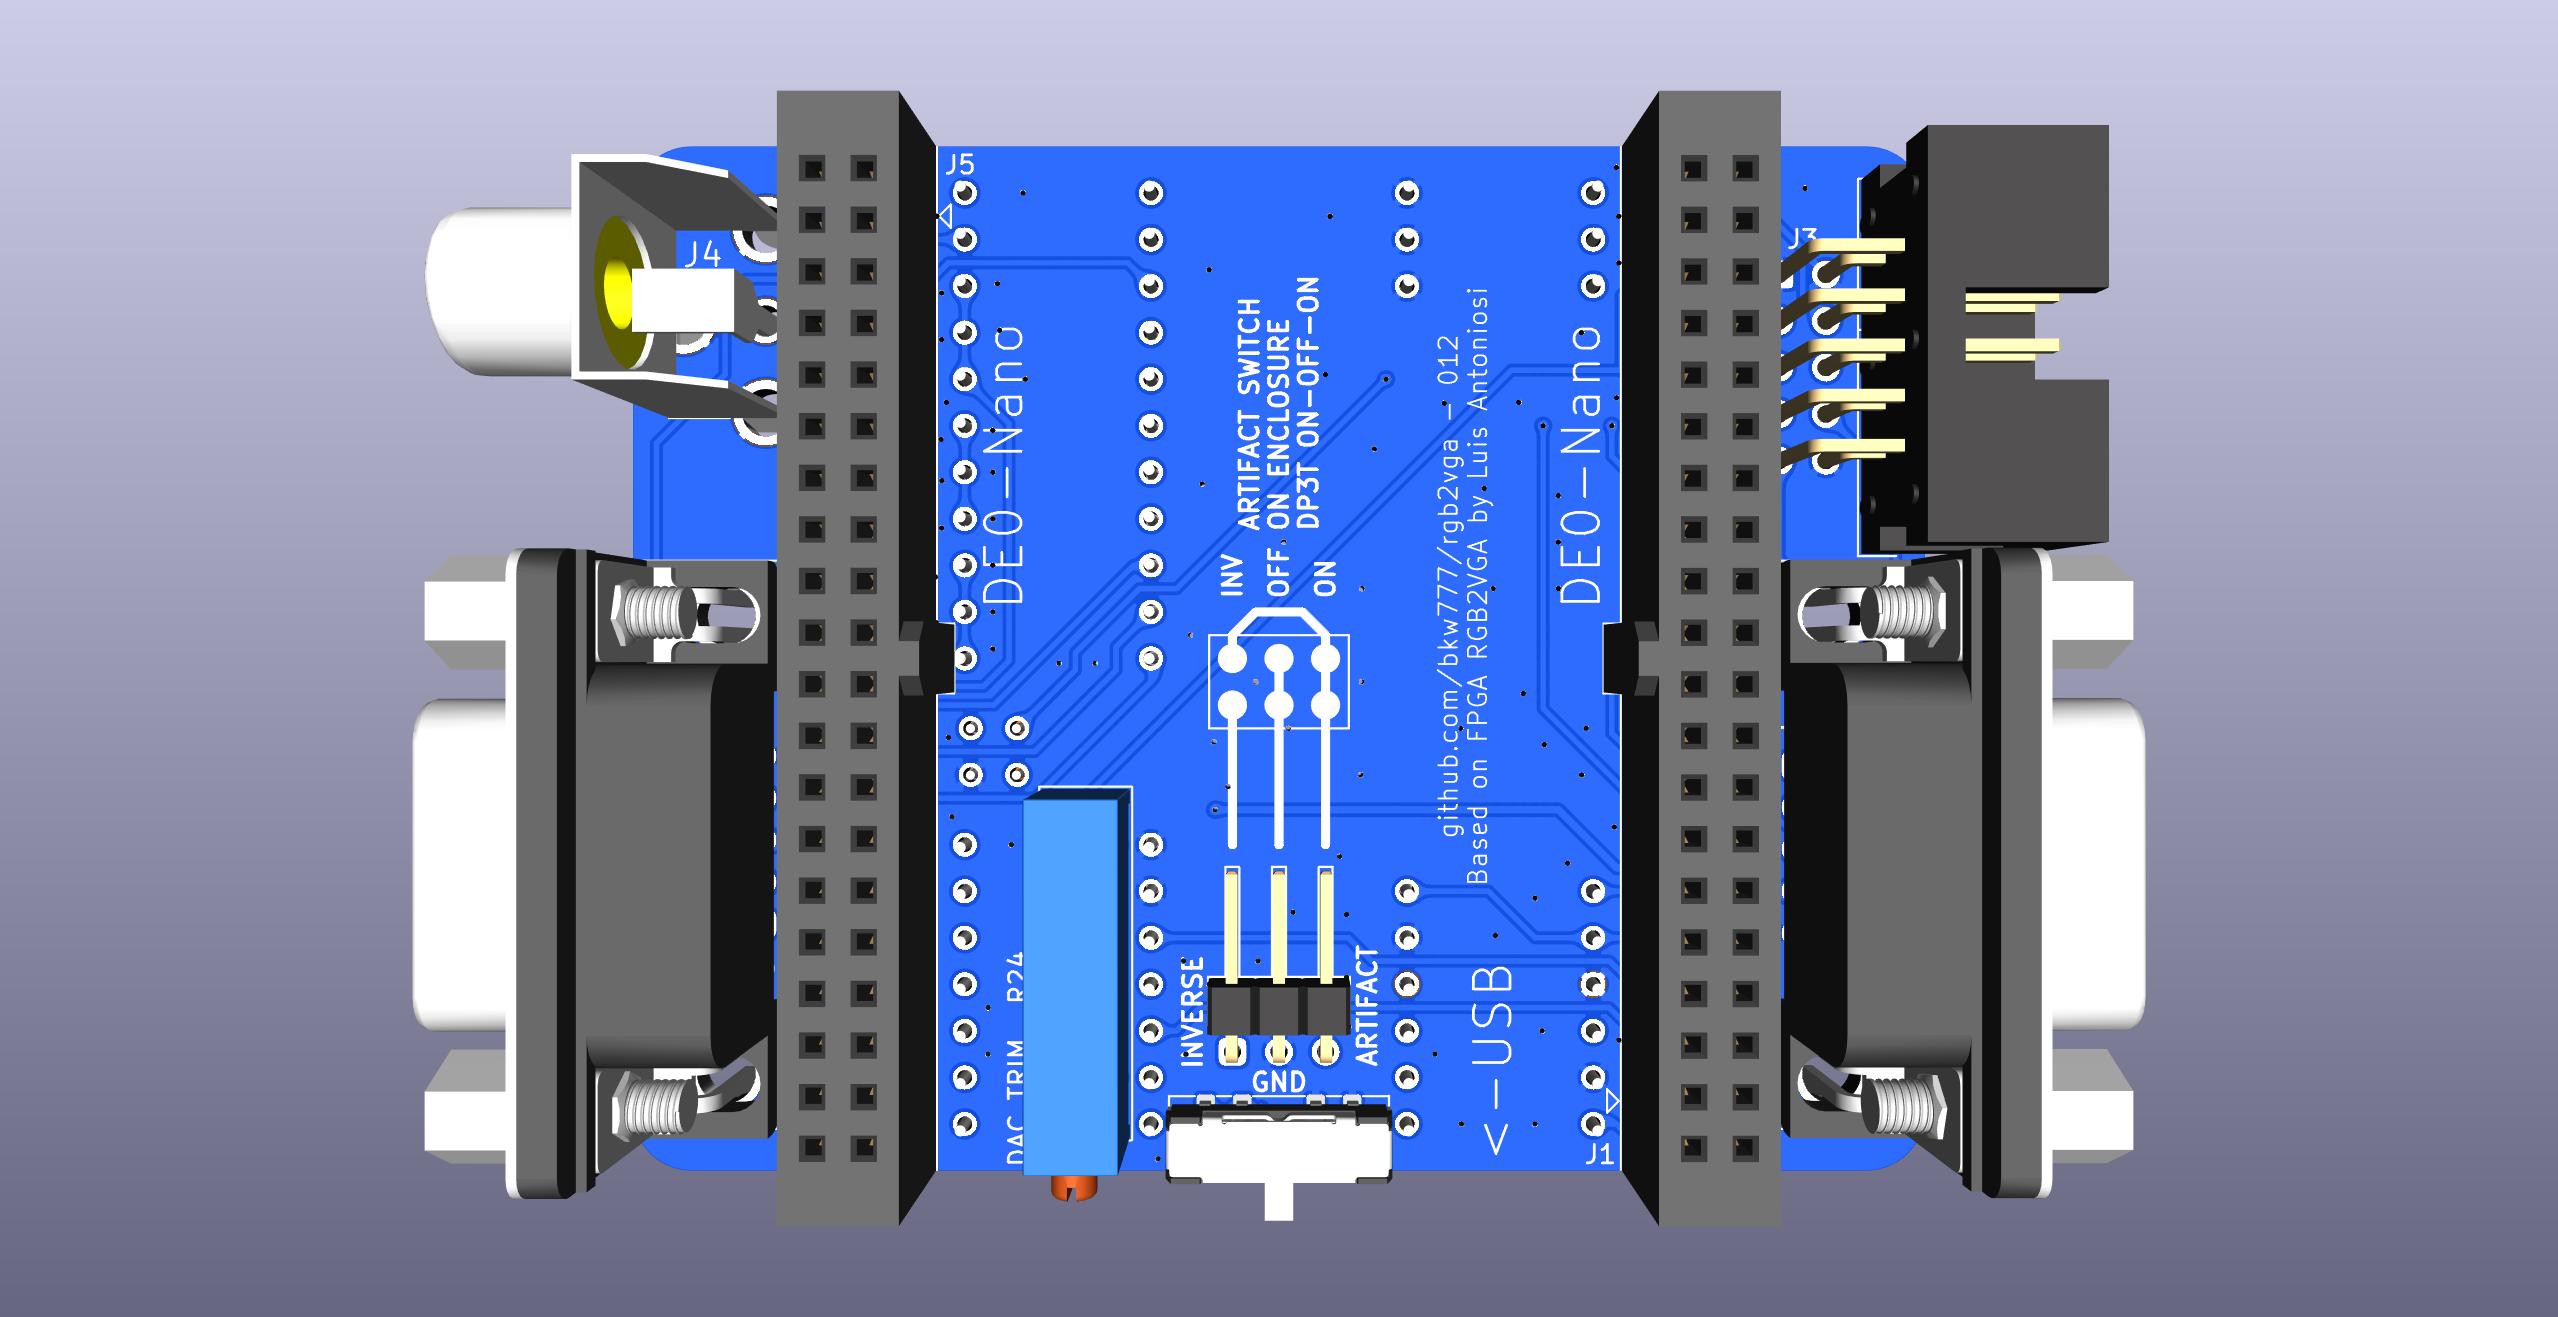 J5
J4
J3
DE0-Nano
ARTIFACT SWITCH
ON ENCLOSURE
DP3T ON-OFF-ON
INV
OFF
ON
github.com/bkw777/rgb2vga - 012
Based on FPGA RGB2VGA by Luis Antoniosi
DE0-Nano
DAC TRIM R24
INVERSE
ARTIFACT
GND
<-USB
J1